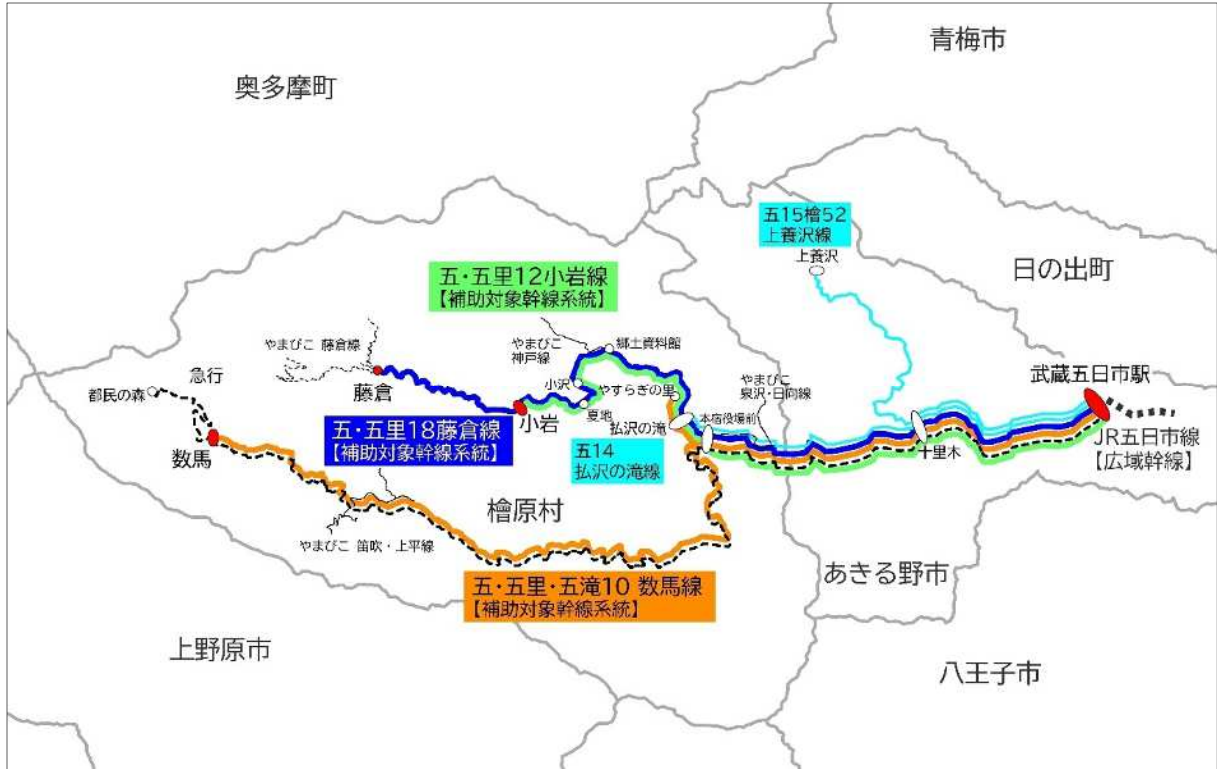 青梅市
奥多摩町
五15檜52
上養沢線
上養沢
日の出町
五・五里12小岩線
【補助対象幹線系統】
やまびこ 藤倉線
やまびこ
神戸線
郷土資料館
急行
都民の森
藤倉
小沢
やすらぎの里
やまびこ
泉沢・日向線
武蔵五日市駅
小岩
夏地
払沢の滝
本宿役場前
数馬
五・五里18藤倉線
【補助対象幹線系統】
五14
払沢の滝線
十里木
JR五日市線
【広域幹線】
檜原村
やまびこ 笛吹・上平線
あきる野市
五・五里・五滝10 数馬線
【補助対象幹線系統】
上野原市
八王子市